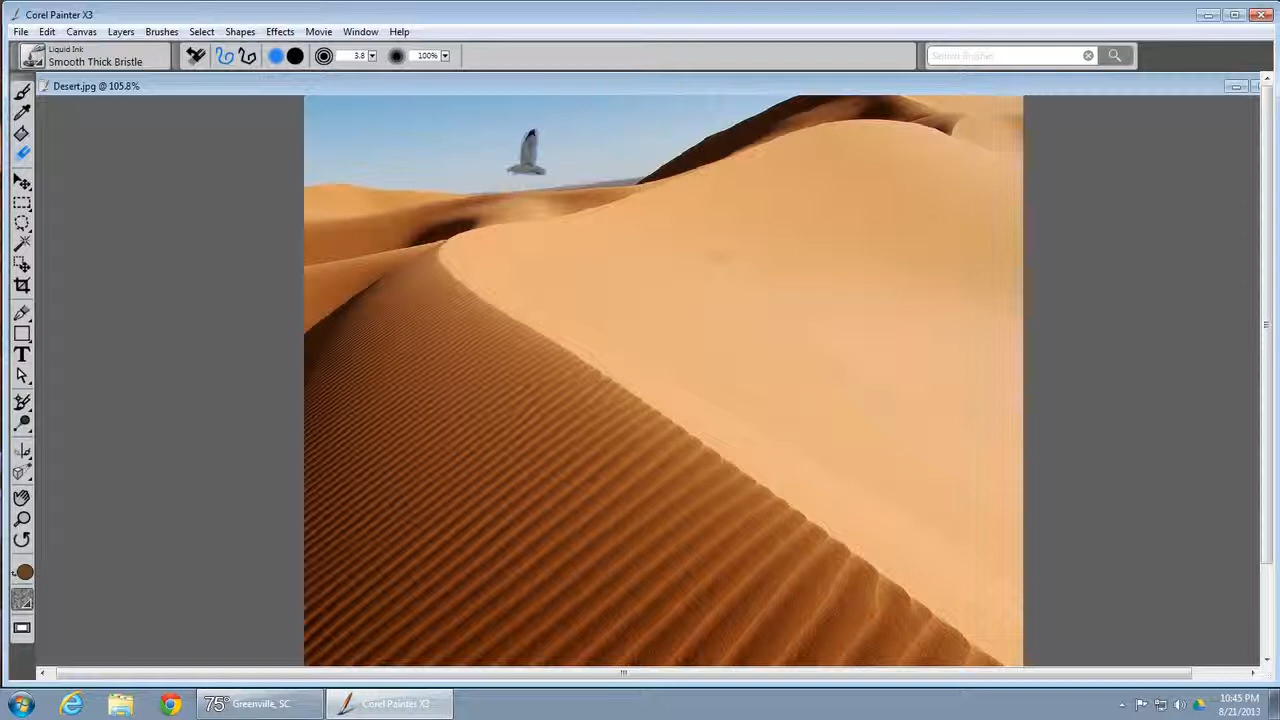 Corel Painter X3
File Edit Canvas Layers Brushes Select Shapes Effects Movie Window Help
Liquid Ink
Smooth Thick Bristle
3.8
100%
Search Brushes
Desert.jpg @ 105.8%
T
75° Greenville, SC
Corel Painter X3
10:45 PM
8/21/2013